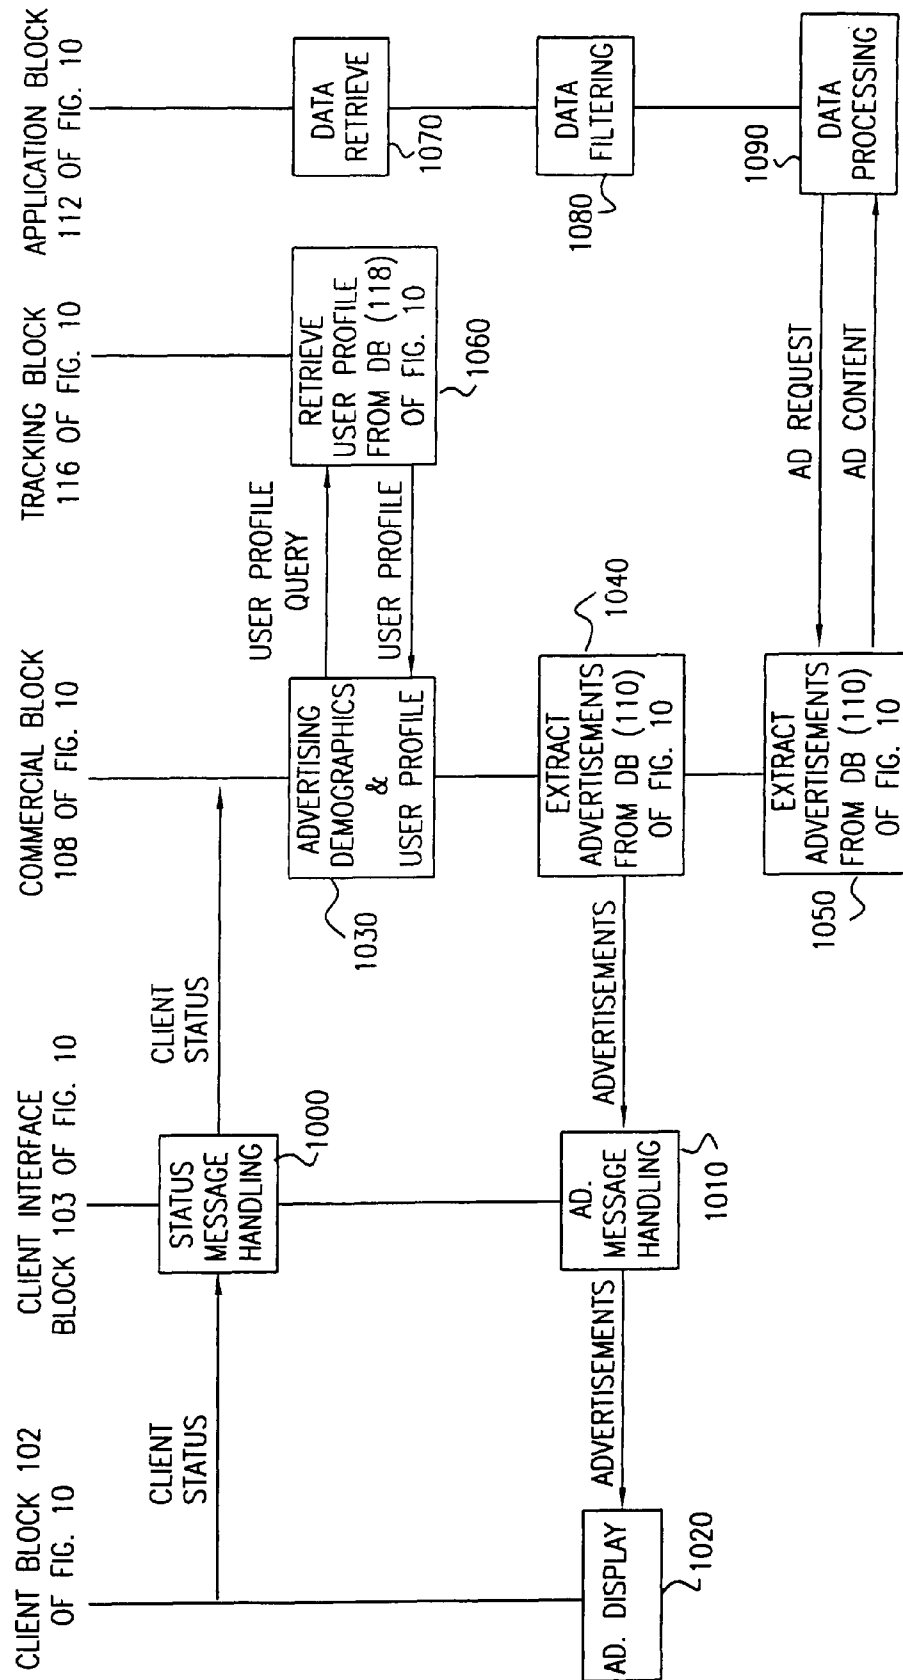 CLIENT BLOCK 102
OF FIG. 10
CLIENT INTERFACE
BLOCK 103 OF FIG. 10
COMMERCIAL BLOCK
108 OF FIG. 10
TRACKING BLOCK
116 OF FIG. 10
APPLICATION BLOCK
112 OF FIG. 10
CLIENT
STATUS
STATUS
MESSAGE
HANDLING
1000
CLIENT
STATUS
ADVERTISING
DEMOGRAPHICS
&
USER PROFILE
1030
USER PROFILE
QUERY
USER PROFILE
RETRIEVE
USER PROFILE
FROM DB (118)
OF FIG. 10
1060
DATA
RETRIEVE
1070
AD. DISPLAY
1020
ADVERTISEMENTS
AD.
MESSAGE
HANDLING
1010
ADVERTISEMENTS
EXTRACT
ADVERTISEMENTS
FROM DB (110)
OF FIG. 10
1040
DATA
FILTERING
1080
EXTRACT
ADVERTISEMENTS
FROM DB (110)
OF FIG. 10
1050
AD REQUEST
AD CONTENT
DATA
PROCESSING
1090